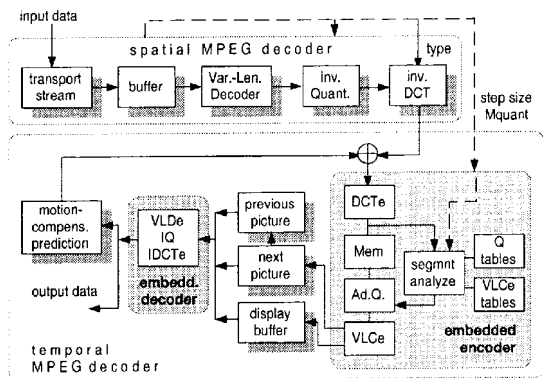 input data
spatial MPEG decoder
type
transport
stream
buffer
Var.-Len.
Decoder
Inv.
Quant.
inv.
DCT
step size
Mquant
motion-
compens.
prediction
VLDe
IQ
IDCTe
embedd.
decoder
previous
picture
next
picture
display
buffer
DCTe
Mem
Ad.Q.
VLCe
segmnt
analyze
Q
tables
VLCe
tables
embedded
encoder
output data
temporal
MPEG decoder